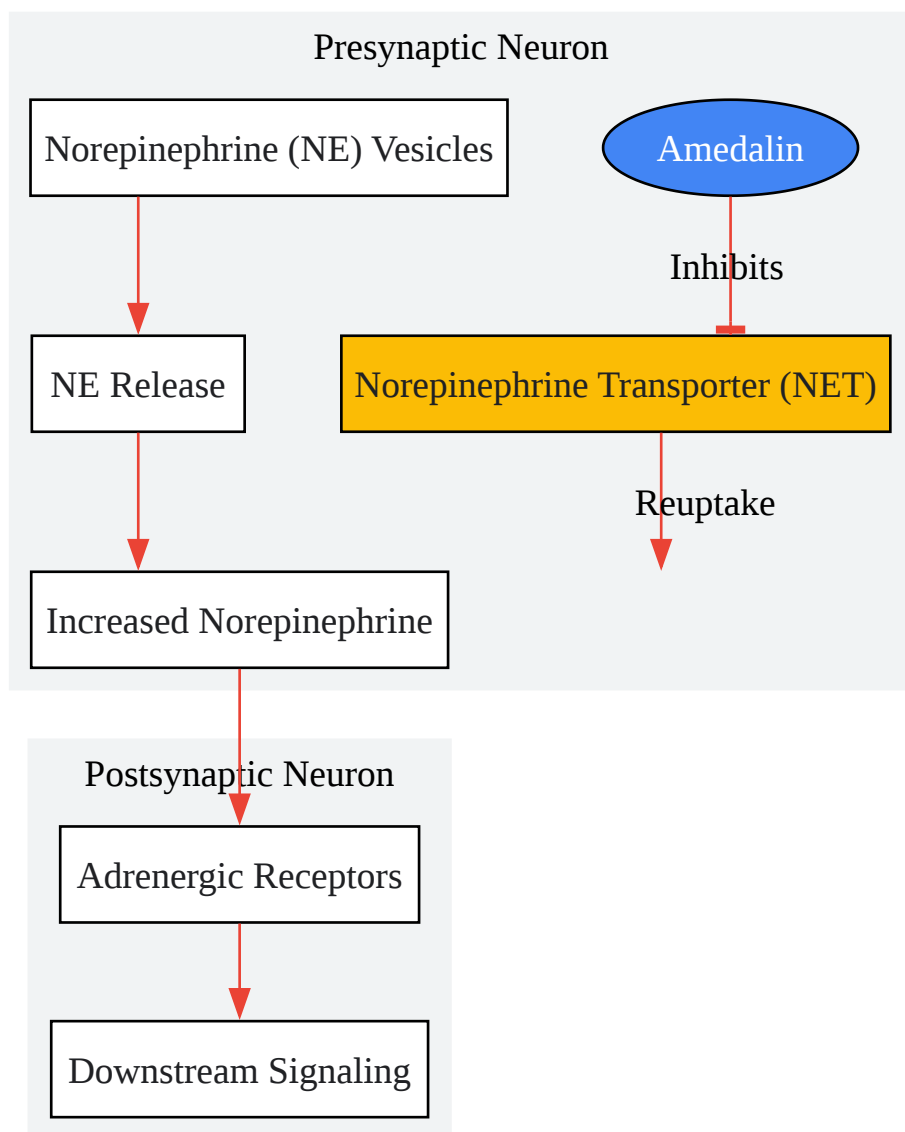 Presynaptic Neuron
Norepinephrine (NE) Vesicles
Amedalin
Inhibits
NE Release
Norepinephrine Transporter (NET)
Reuptake
Increased Norepinephrine
Postsynaptic Neuron
Adrenergic Receptors
Downstream Signaling